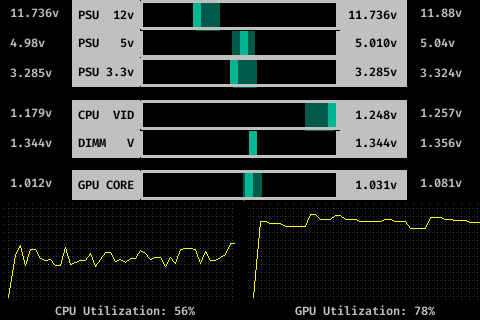 11.736v PSU 12v 11.736v 11.88v
4.98v PSU 5v 5.010v 5.04v
3.285v PSU 3.3v 3.285v 3.324v
1.179v CPU VID 1.248v 1.257v
1.344v DIMM V 1.344v 1.356v
1.012v GPU CORE 1.031v 1.081v
CPU Utilization: 56% GPU Utilization: 78%